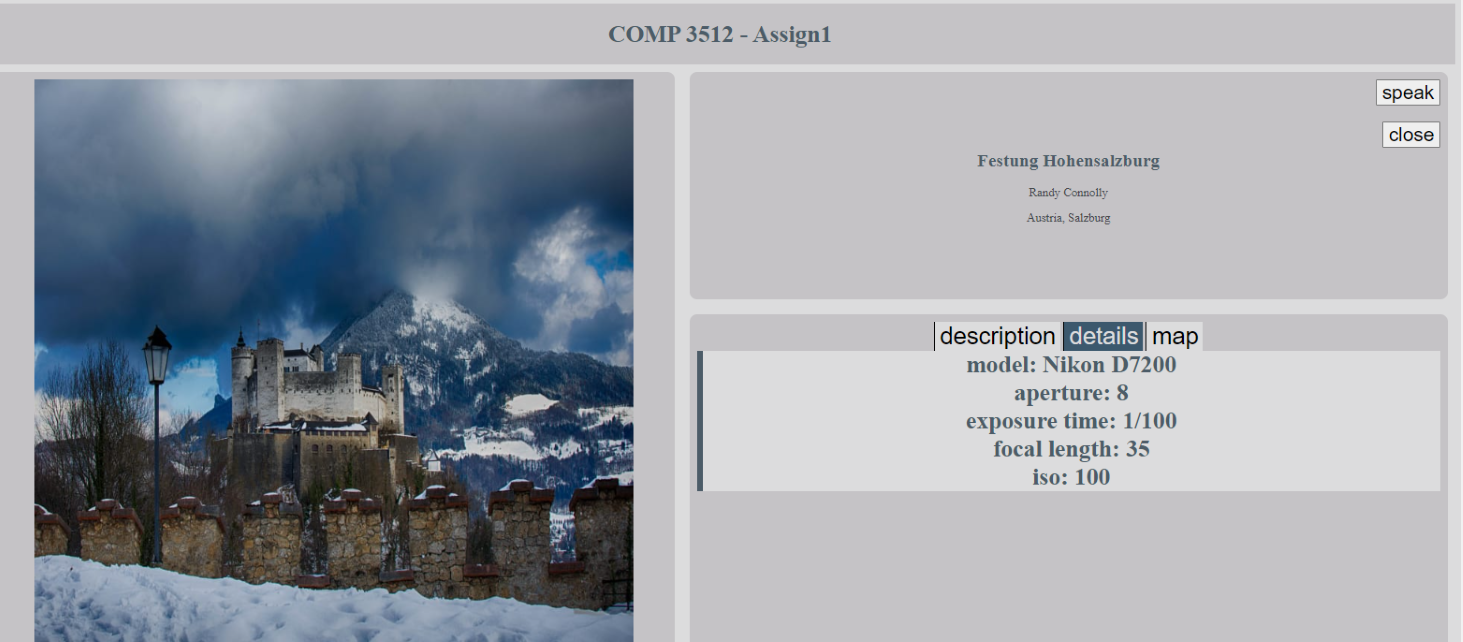 COMP 3512 - Assign1
speak
close
Festung Hohensalzburg
Randy Connolly
Austria, Salzburg
description details map
model: Nikon D7200
aperture: 8
exposure time: 1/100
focal length: 35
iso: 100